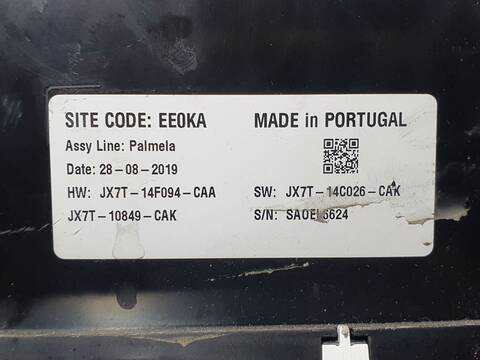 SITE CODE: EE0KA MADE in PORTUGAL
Assy Line: Palmela
Date: 28-08-2019
HW: JX7T-14F094-CAA SW: JX7T-14C026-CAK
JX7T-10849-CAK S/N: